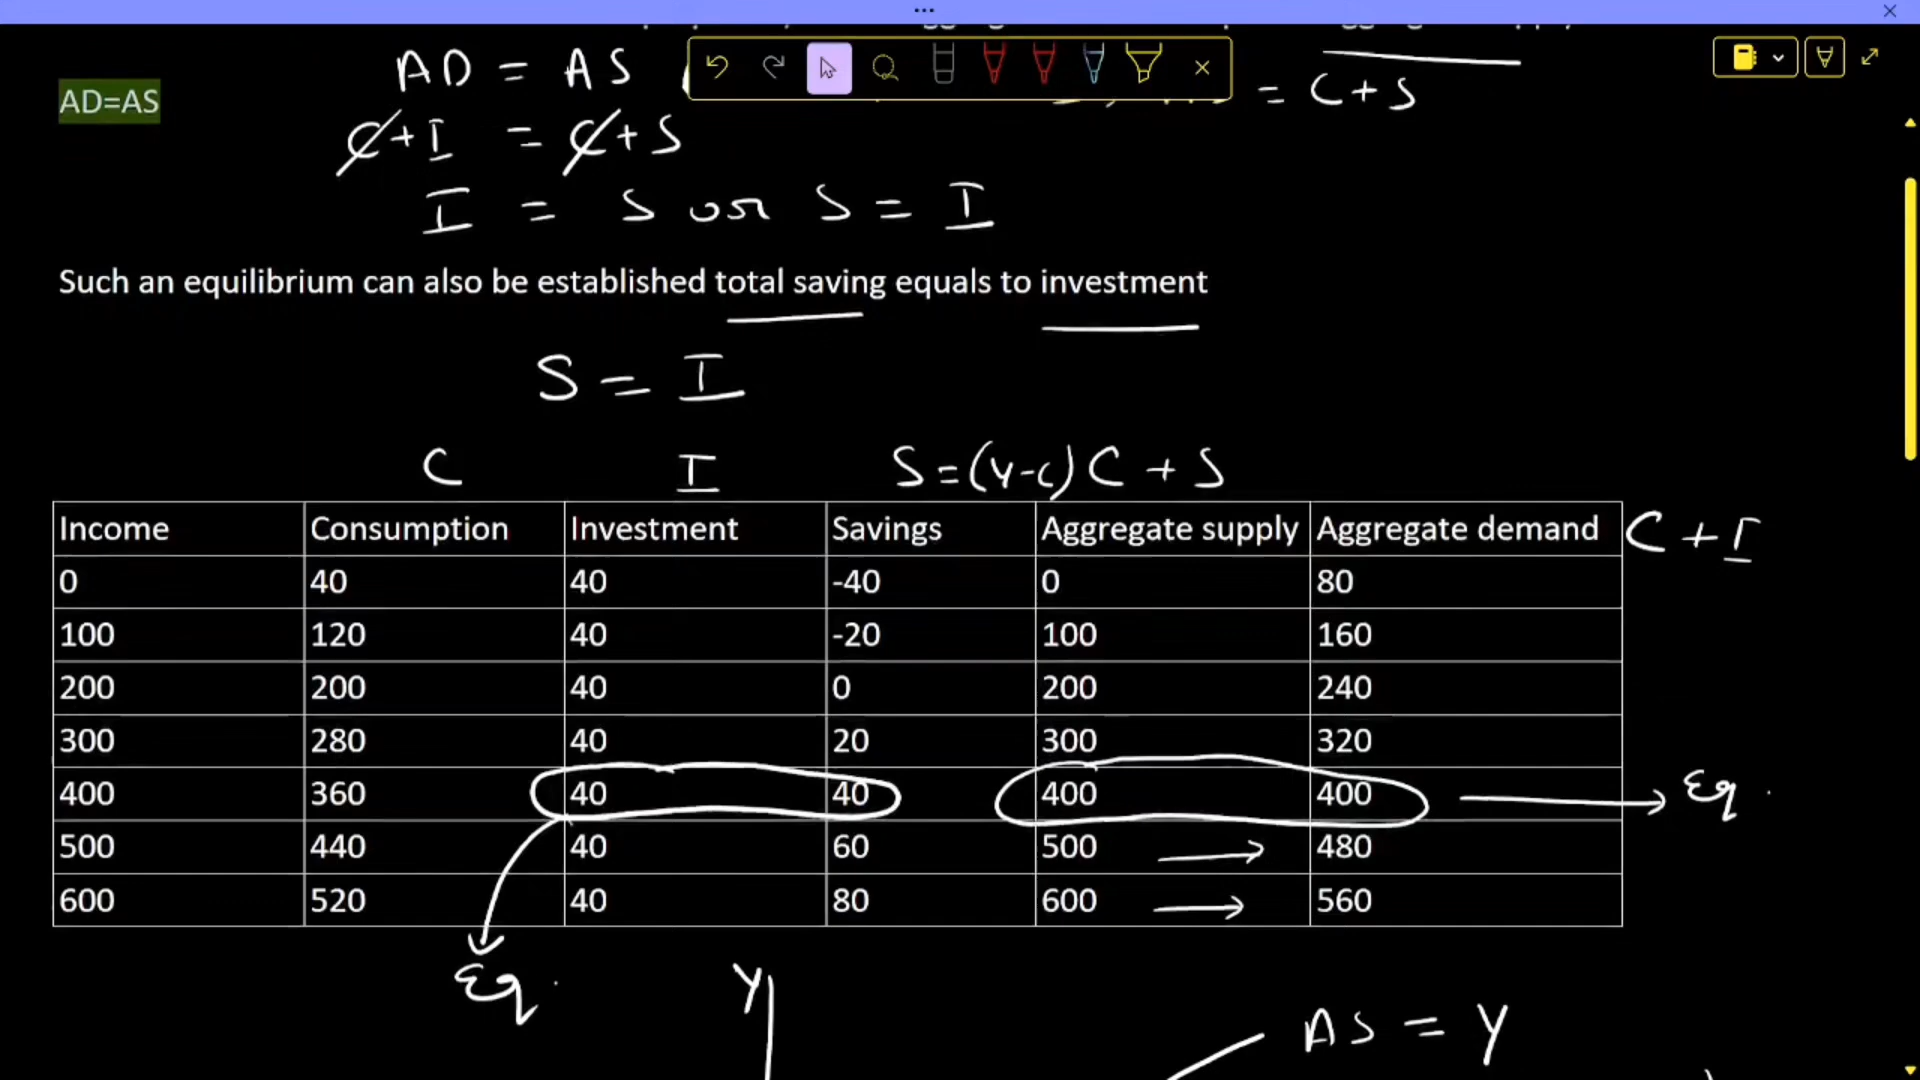 AD = AS
= C+S
AD=AS
C+I = C+S
I = S or S = I
Such an equilibrium can also be established total saving equals to investment
S = I
C I S=(Y-C) C + S
Income Consumption Investment Savings Aggregate supply Aggregate demand C + I
0 40 40 -40 0 80
100 120 40 -20 100 160
200 200 40 0 200 240
300 280 40 20 300 320
400 360 40 40 400 400 → Eq.
500 440 40 60 500 → 480
600 520 40 80 600 → 560
Eq.
Y
AS = Y